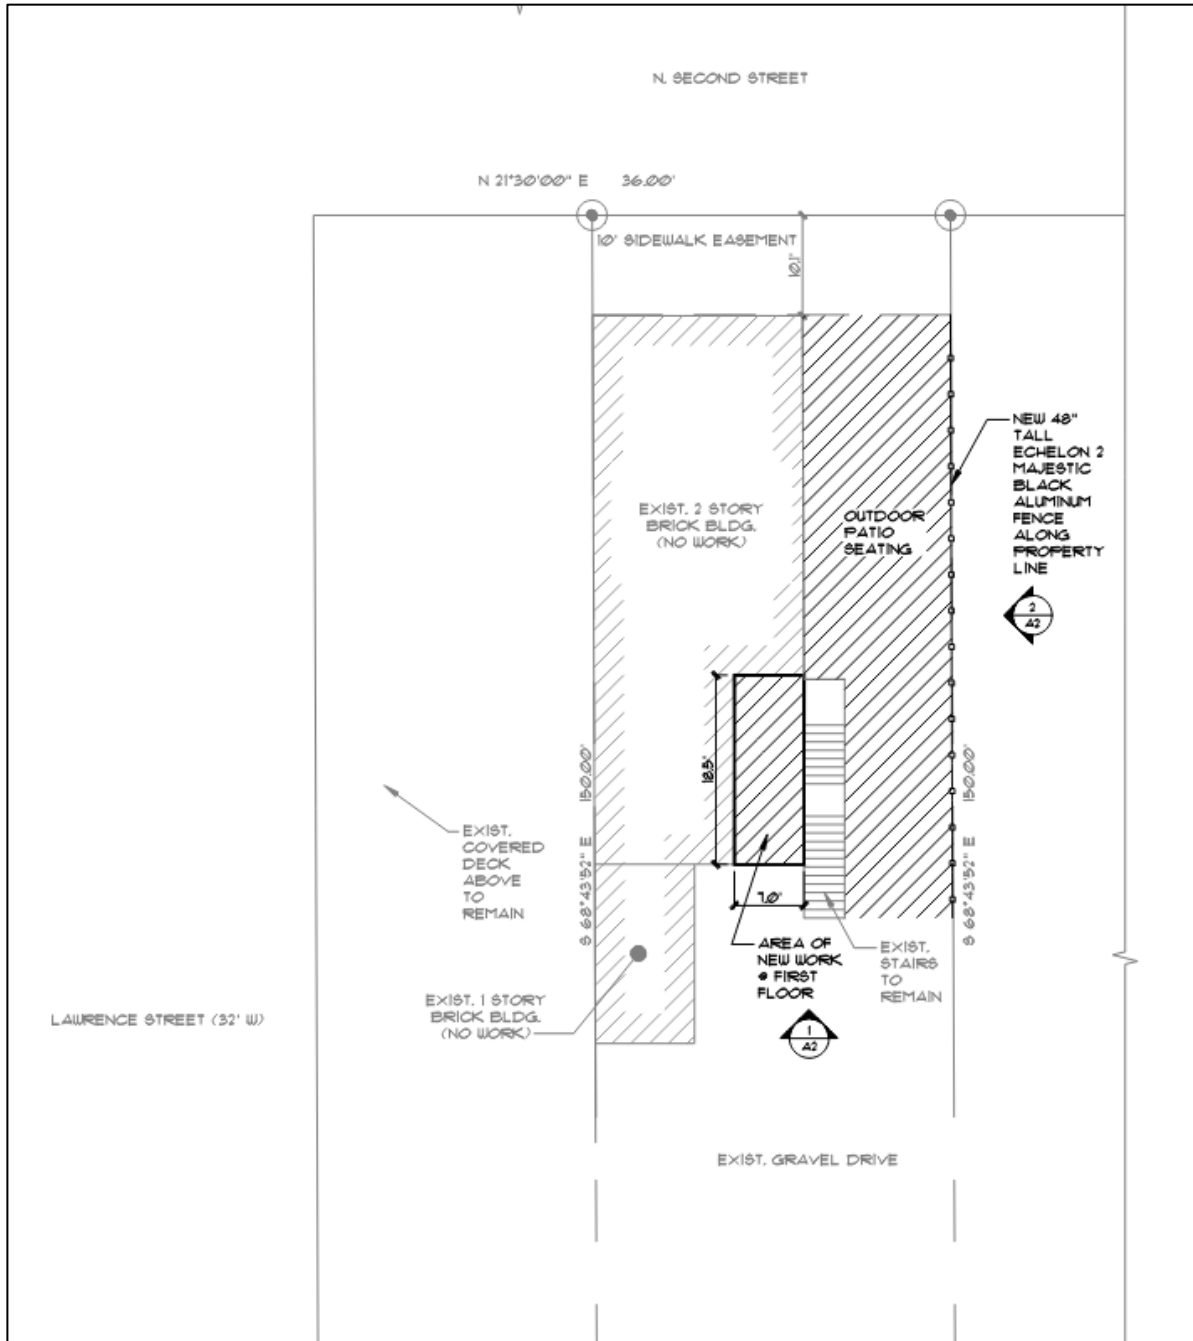 N. SECOND STREET
N 21°30'00" E 36.00'
10' SIDEWALK EASEMENT
10.1'
NEW 48"
TALL
ECHELON 2
MAJESTIC
BLACK
ALUMINUM
FENCE
ALONG
PROPERTY
LINE
EXIST. 2 STORY
BRICK BLDG.
(NO WORK)
OUTDOOR
PATIO
SEATING
2
A2
18.5'
S 68°43'52" E 150.00'
S 68°43'52" E 150.00'
EXIST.
COVERED
DECK
ABOVE
TO
REMAIN
7.0'
AREA OF
NEW WORK
@ FIRST
FLOOR
EXIST.
STAIRS
TO
REMAIN
EXIST. 1 STORY
BRICK BLDG.
(NO WORK)
LAWRENCE STREET (32' W)
1
A2
EXIST. GRAVEL DRIVE